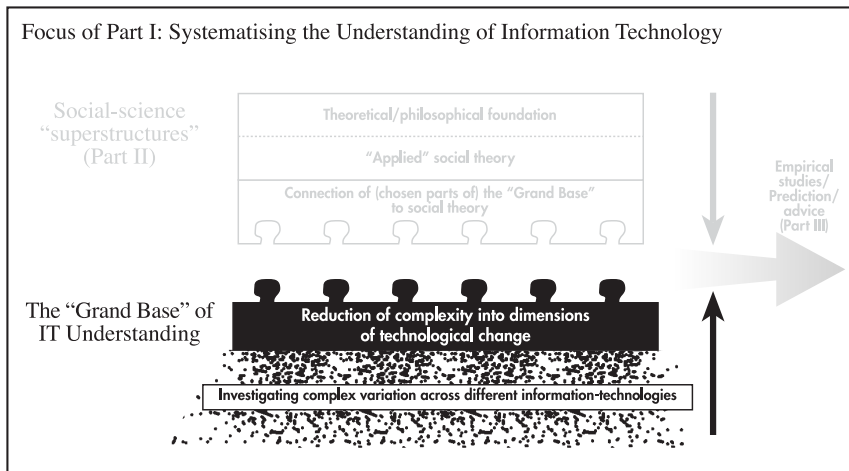 Focus of Part I: Systematising the Understanding of Information Technology
Social-science
“superstructures”
(Part II)
Theoretical/philosophical foundation
“Applied” social theory
Connection of (chosen parts of) the “Grand Base”
to social theory
Empirical
studies/
Prediction/
advice
(Part III)
The “Grand Base” of
IT Understanding
Reduction of complexity into dimensions
of technological change
Investigating complex variation across different information-technologies